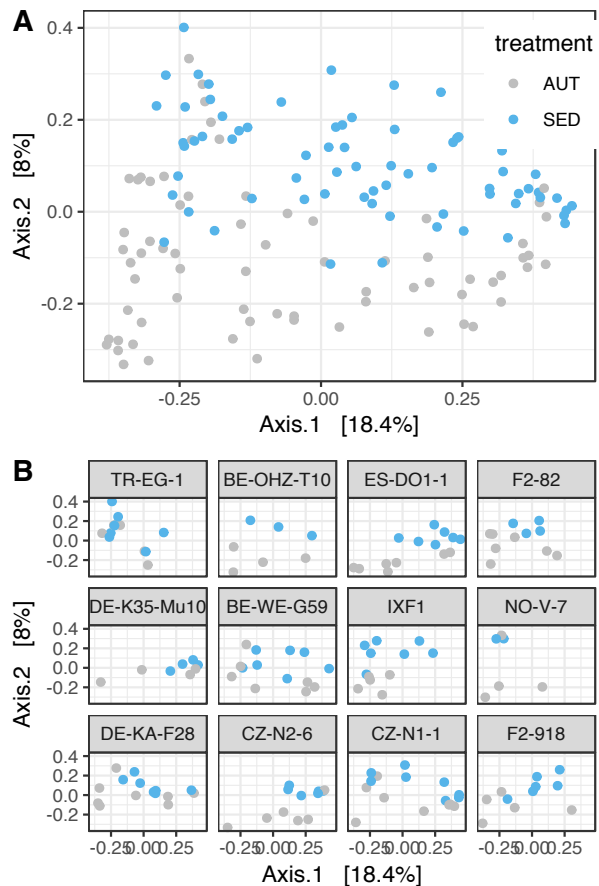 A
treatment
AUT
SED
0.4
0.2
0.0
-0.2
Axis.2 [8%]
-0.25 0.00 0.25
Axis.1 [18.4%]
B
TR-EG-1 BE-OHZ-T10 ES-DO1-1 F2-82
0.4
0.2
0.0
-0.2
DE-K35-Mu10 BE-WE-G59 IXF1 NO-V-7
0.4
0.2
0.0
-0.2
Axis.2 [8%]
DE-KA-F28 CZ-N2-6 CZ-N1-1 F2-918
0.4
0.2
0.0
-0.2
-0.25 0.00 0.25 -0.25 0.00 0.25 -0.25 0.00 0.25 -0.25 0.00 0.25
Axis.1 [18.4%]